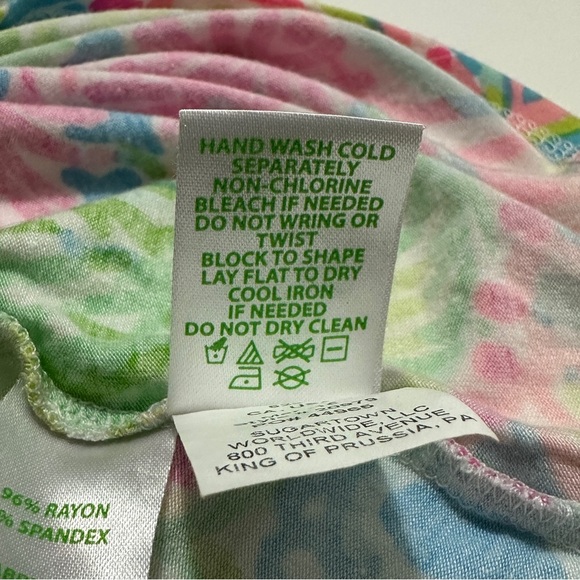 HAND WASH COLD
SEPARATELY
NON-CHLORINE
BLEACH IF NEEDED
DO NOT WRING OR
TWIST
BLOCK TO SHAPE
LAY FLAT TO DRY
COOL IRON
IF NEEDED
DO NOT DRY CLEAN
SUGARTOWN
WORLDWIDE, LLC
800 THIRD AVENUE
KING OF PRUSSIA, PA
96% RAYON
% SPANDEX